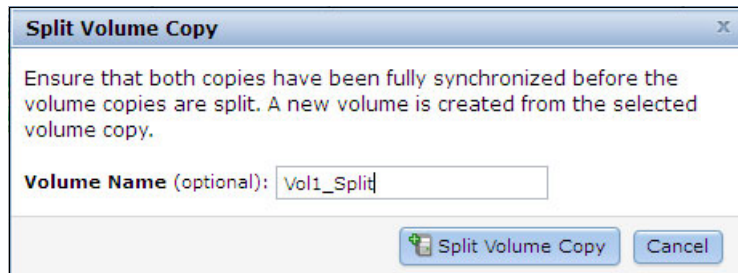 Split Volume Copy
Ensure that both copies have been fully synchronized before the
volume copies are split. A new volume is created from the selected
volume copy.
Volume Name (optional): Vol1_Split
Split Volume Copy Cancel